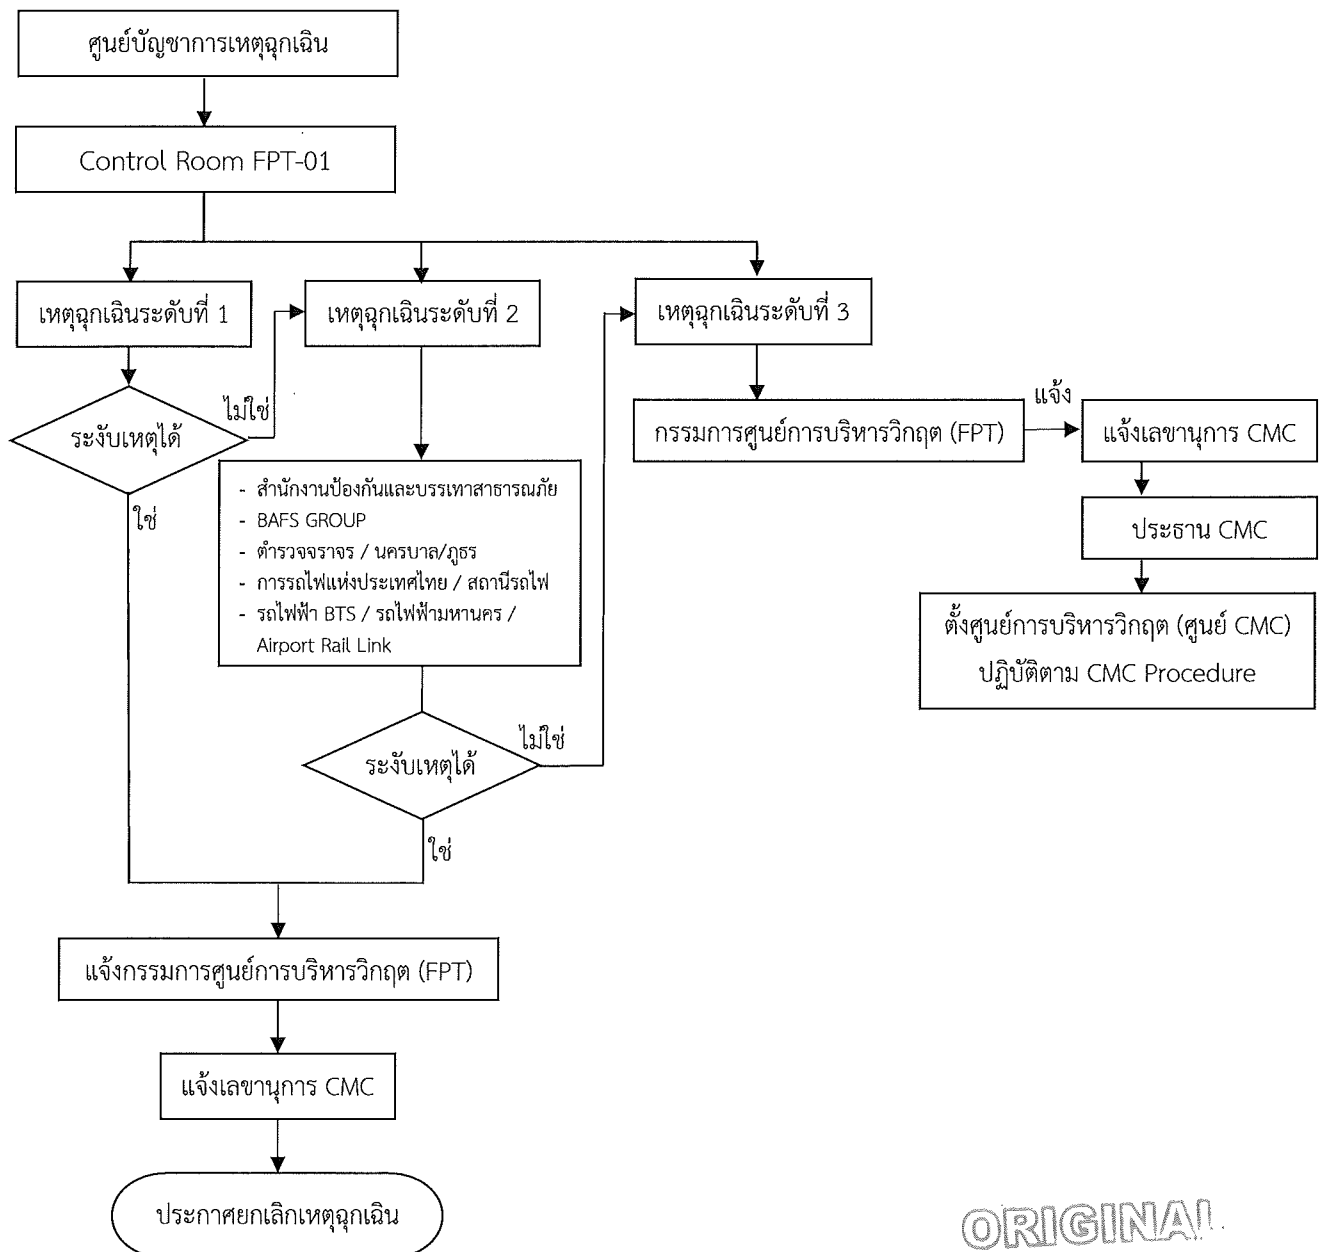 ศูนย์บัญชาการเหตุฉุกเฉิน
Control Room FPT-01
เหตุฉุกเฉินระดับที่ 1
เหตุฉุกเฉินระดับที่ 2
เหตุฉุกเฉินระดับที่ 3
ระงับเหตุได้
ไม่ใช่
ใช่
- สำนักงานป้องกันและบรรเทาสาธารณภัย
- BAFS GROUP
- ตำรวจจราจร / นครบาล/ภูธร
- การรถไฟแห่งประเทศไทย / สถานีรถไฟ
- รถไฟฟ้า BTS / รถไฟฟ้ามหานคร /
Airport Rail Link
ระงับเหตุได้
ไม่ใช่
ใช่
กรรมการศูนย์การบริหารวิกฤต (FPT)
แจ้ง
แจ้งเลขานุการ CMC
ประธาน CMC
ตั้งศูนย์การบริหารวิกฤต (ศูนย์ CMC)
ปฏิบัติตาม CMC Procedure
แจ้งกรรมการศูนย์การบริหารวิกฤต (FPT)
แจ้งเลขานุการ CMC
ประกาศยกเลิกเหตุฉุกเฉิน
ORIGINAL